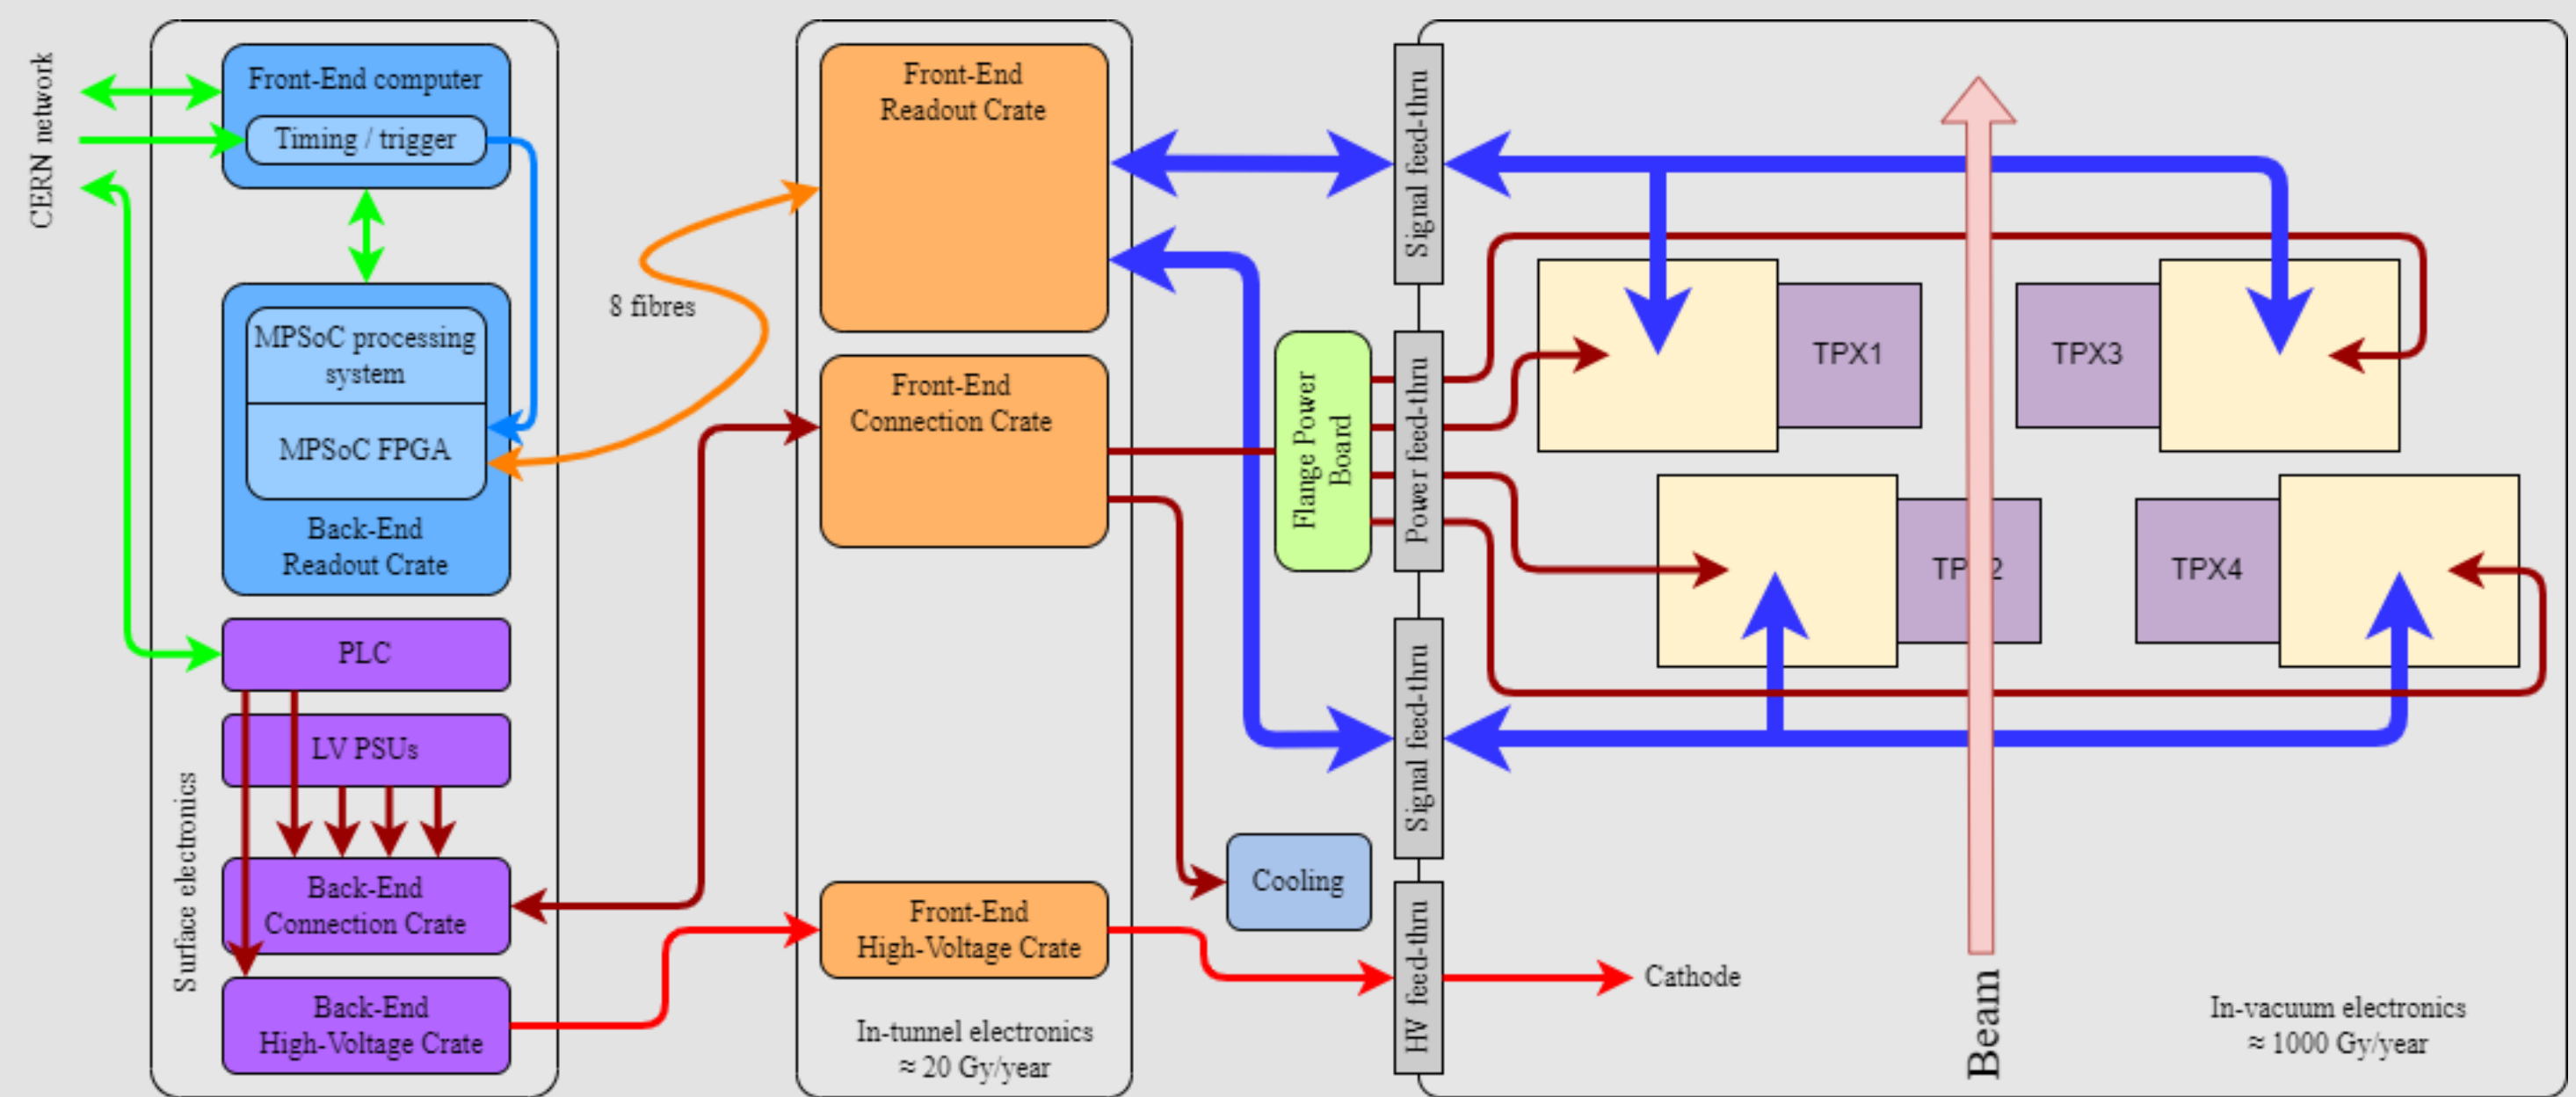 CERN network
Front-End computer
Timing / trigger
MPSoC processing
system
MPSoC FPGA
Back-End
Readout Crate
PLC
LV PSUs
Back-End
Connection Crate
Back-End
High-Voltage Crate
Surface electronics
8 fibres
Front-End
Readout Crate
Front-End
Connection Crate
Front-End
High-Voltage Crate
In-tunnel electronics
≈ 20 Gy/year
Flange Power
Board
Cooling
Signal feed-thru
Power feed-thru
Signal feed-thru
HV feed-thru
Cathode
TPX1
TPX3
TPX4
Beam
In-vacuum electronics
≈ 1000 Gy/year